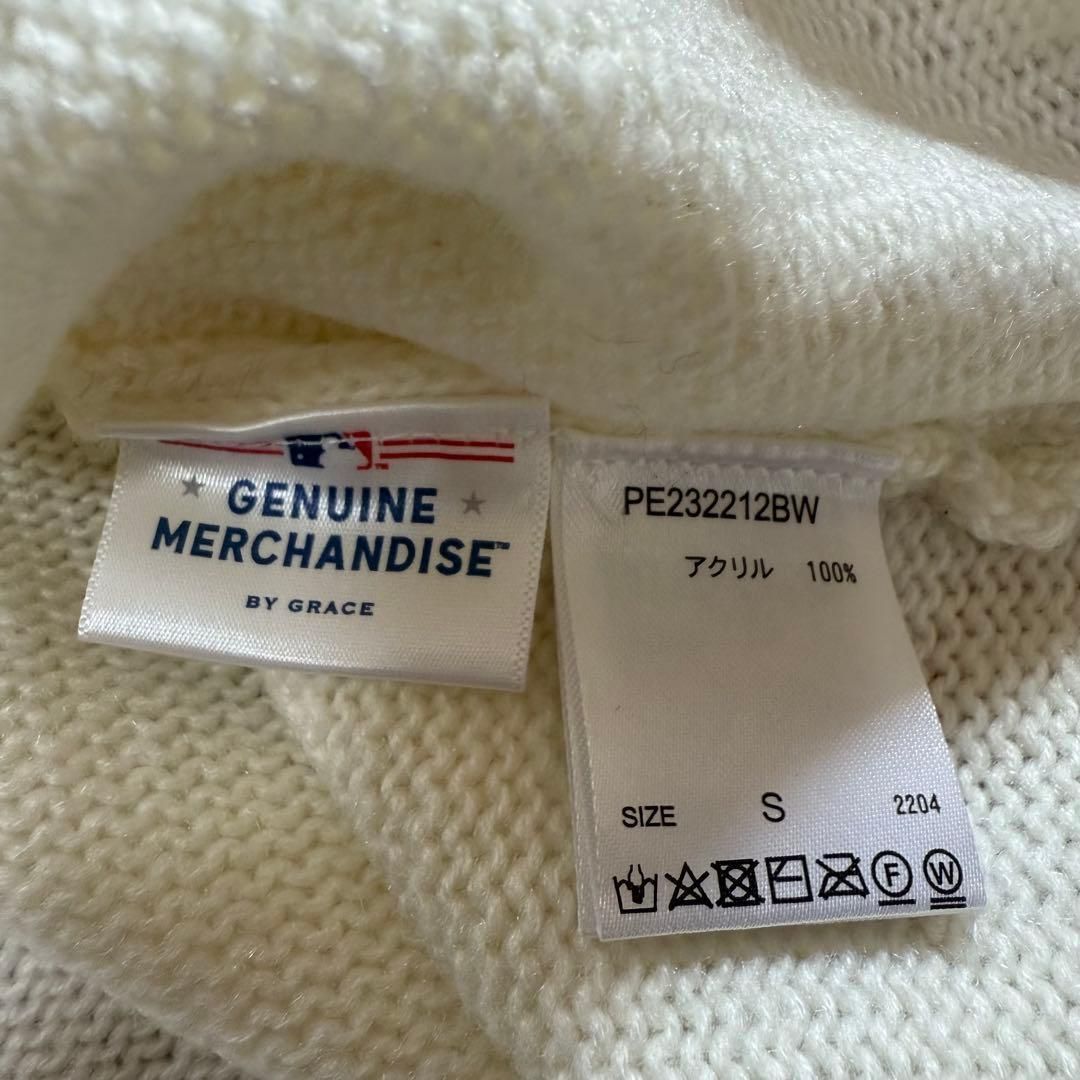 GENUINE
MERCHANDISE™
BY GRACE
PE232212BW
アクリル 100%
SIZE S 2204
F W